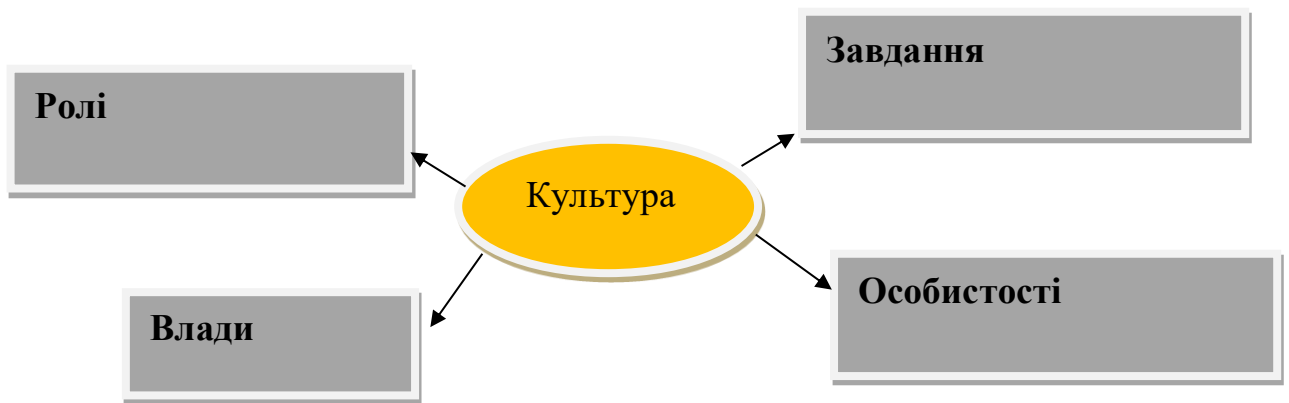 Завдання
Ролі
Культура
Особистості
Влади